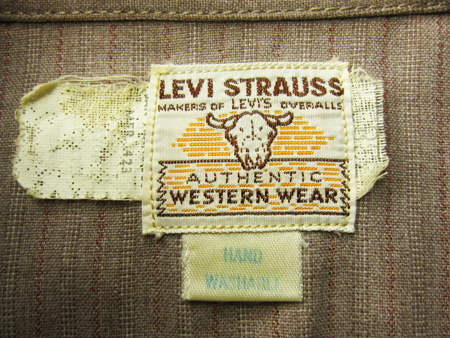 LEVI STRAUSS
MAKERS OF LEVI'S OVERALLS
AUTHENTIC
WESTERN WEAR
HAND
WASHABLE